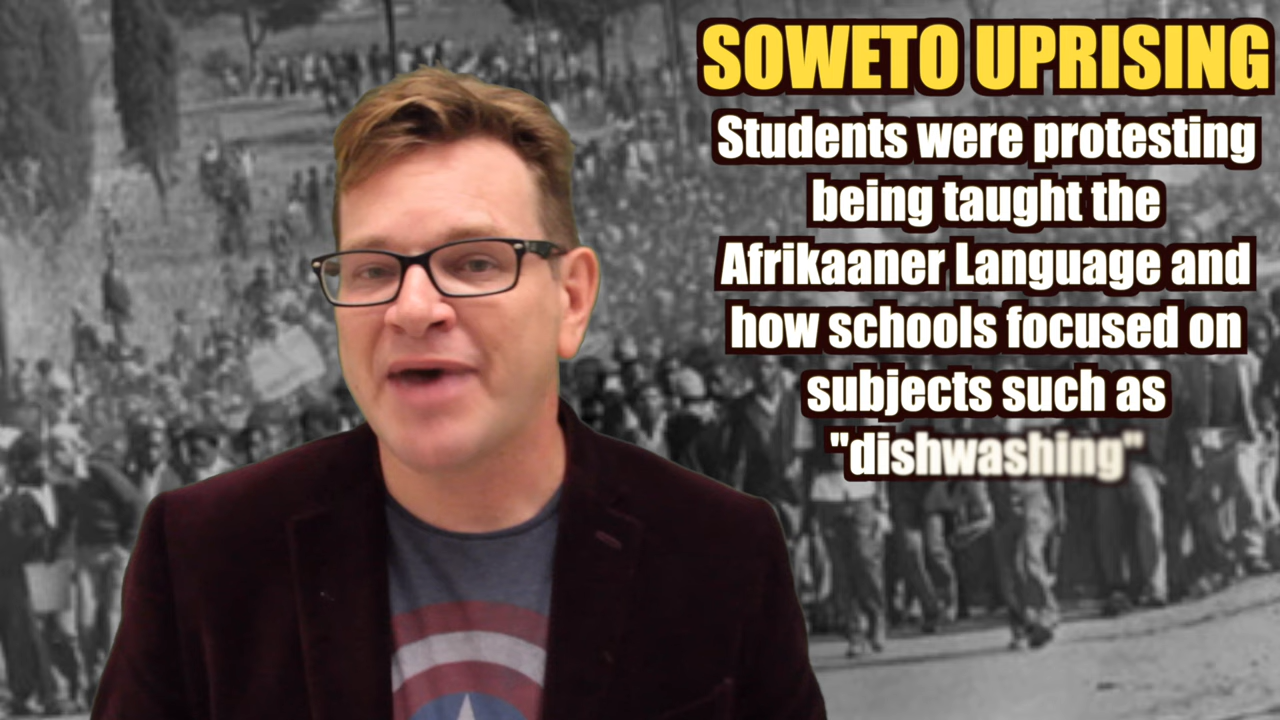 SOWETO UPRISING
Students were protesting
being taught the
Afrikaaner Language and
how schools focused on
subjects such as
"dishwashing"